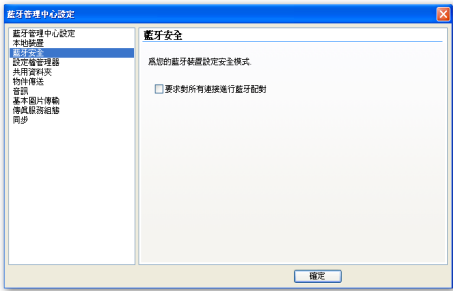 藍牙管理中心設定
藍牙管理中心設定
本地裝置
藍牙安全
設定檔管理器
共用資料夾
物件傳送
音訊
基本圖片傳輸
傳真服務組態
同步
藍牙安全
為您的藍牙裝置設定安全模式.
要求對所有連接進行藍牙配對
確定